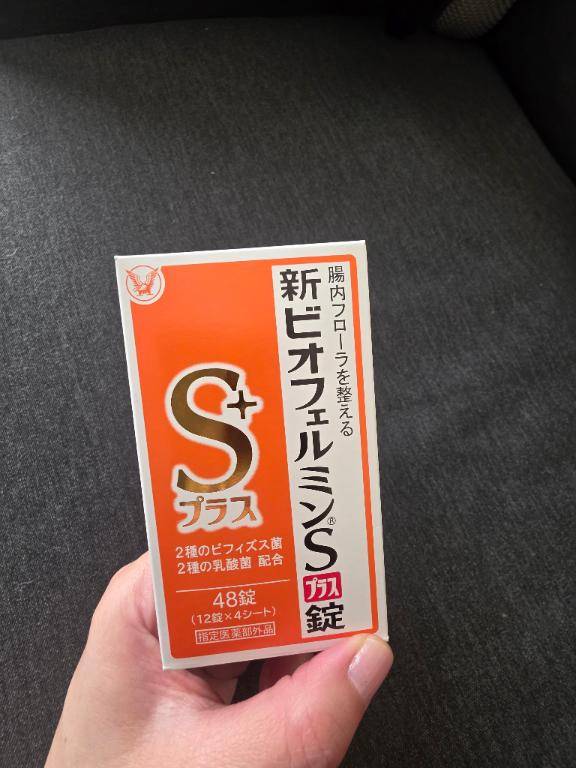 腸内フローラを整える
新ビオフェルミン®S
プラス
錠
S+
プラス
2種のビフィズス菌
2種の乳酸菌 配合
48錠
(12錠×4シート)
指定医薬部外品